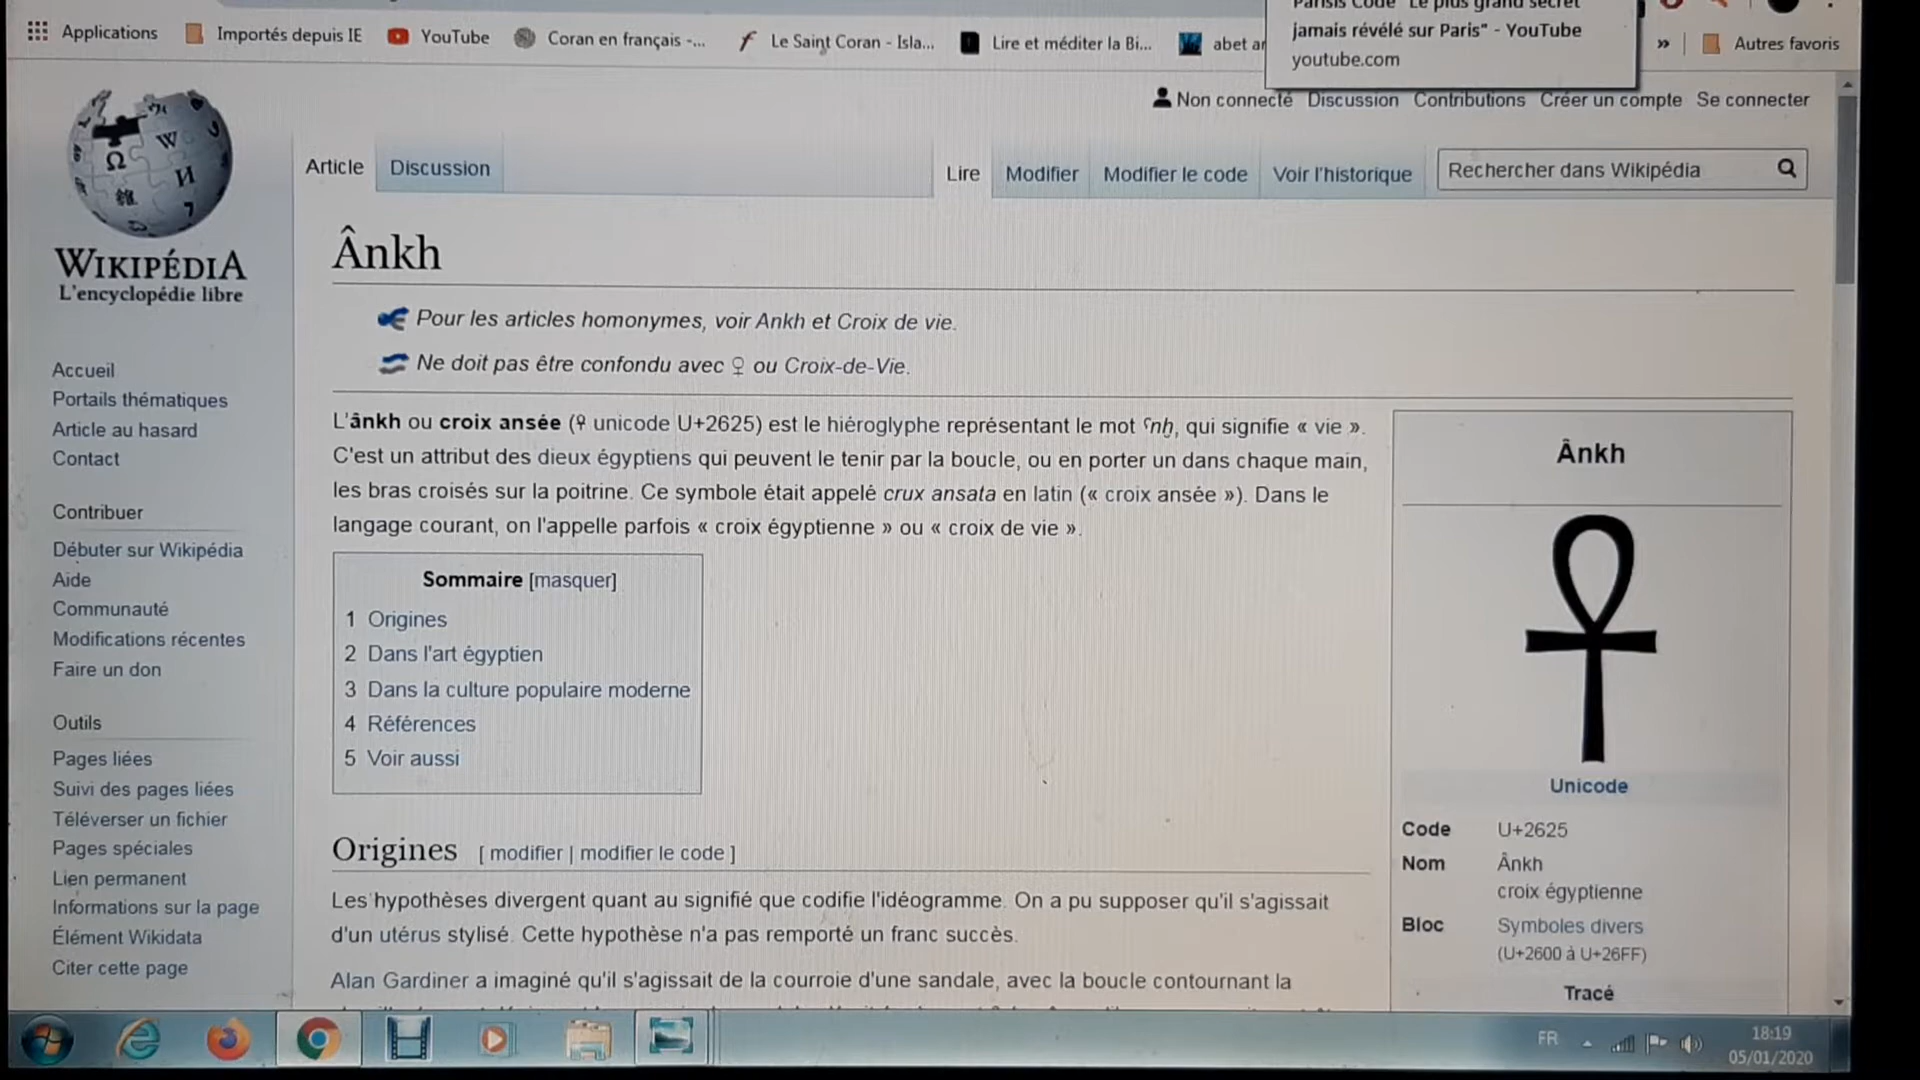 Parisis Code "Le plus grand secret
jamais révélé sur Paris" - YouTube
youtube.com
Applications
Importés depuis IE
YouTube
Coran en français -...
Le Saint Coran - Isla...
Lire et méditer la Bi...
abet
»
Autres favoris
Non connecté Discussion Contributions Créer un compte Se connecter
Article
Discussion
Lire
Modifier
Modifier le code
Voir l'historique
Rechercher dans Wikipédia
WIKIPÉDIA
L'encyclopédie libre
Accueil
Portails thématiques
Article au hasard
Contact
Contribuer
Débuter sur Wikipédia
Aide
Communauté
Modifications récentes
Faire un don
Outils
Pages liées
Suivi des pages liées
Téléverser un fichier
Pages spéciales
Lien permanent
Informations sur la page
Élément Wikidata
Citer cette page
Ânkh
Pour les articles homonymes, voir Ankh et Croix de vie.
Ne doit pas être confondu avec ♀ ou Croix-de-Vie.
L'ânkh ou croix ansée (☥ unicode U+2625) est le hiéroglyphe représentant le mot ʿnḫ, qui signifie « vie ».
C'est un attribut des dieux égyptiens qui peuvent le tenir par la boucle, ou en porter un dans chaque main,
les bras croisés sur la poitrine. Ce symbole était appelé crux ansata en latin (« croix ansée »). Dans le
langage courant, on l'appelle parfois « croix égyptienne » ou « croix de vie ».
Sommaire [masquer]
1 Origines
2 Dans l'art égyptien
3 Dans la culture populaire moderne
4 Références
5 Voir aussi
Origines [ modifier | modifier le code ]
Les hypothèses divergent quant au signifié que codifie l'idéogramme. On a pu supposer qu'il s'agissait
d'un utérus stylisé. Cette hypothèse n'a pas remporté un franc succès.
Alan Gardiner a imaginé qu'il s'agissait de la courroie d'une sandale, avec la boucle contournant la
Ânkh
Unicode
Code U+2625
Nom Ânkh
croix égyptienne
Bloc Symboles divers
(U+2600 à U+26FF)
Tracé
FR
18:19
05/01/2020